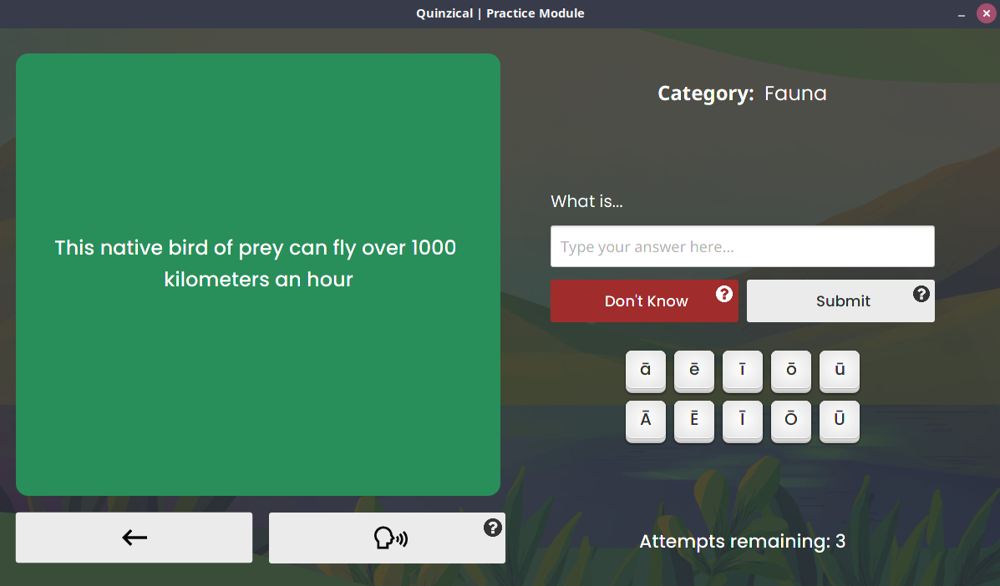 Quinzical | Practice Module
This native bird of prey can fly over 1000
kilometers an hour
Category: Fauna
What is...
Type your answer here...
Don't Know ?
Submit ?
ā ē ī ō ū
Ā Ē Ī Ō Ū
?
Attempts remaining: 3